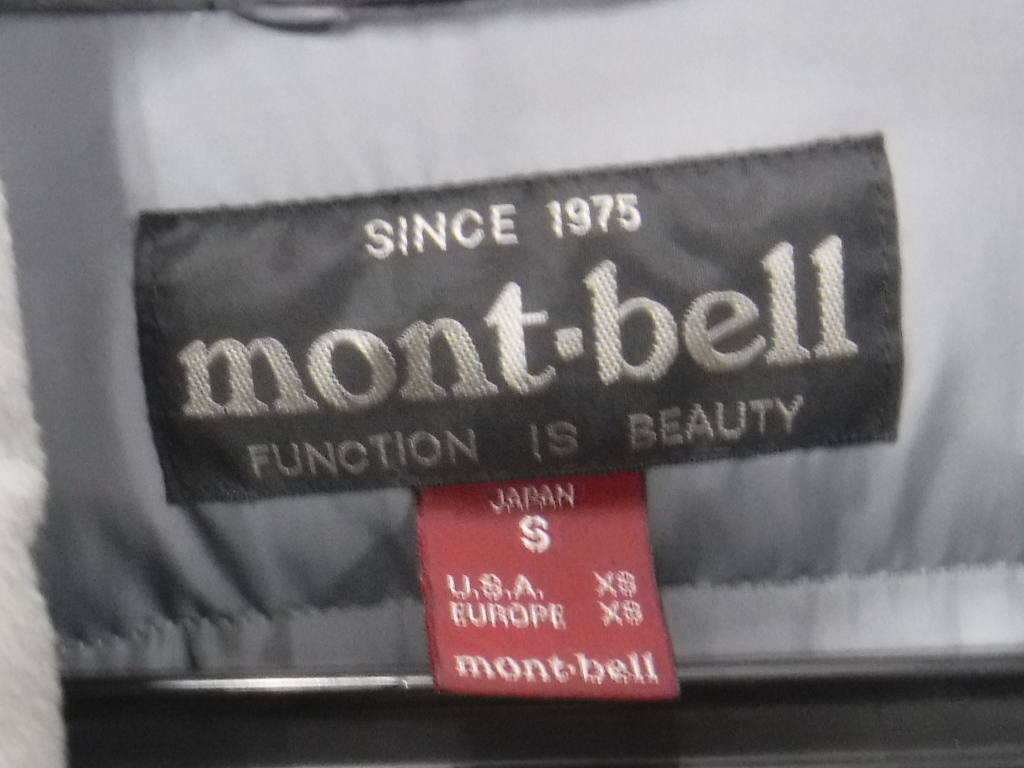 SINCE 1975
mont·bell
FUNCTION IS BEAUTY
JAPAN
S
U.S.A. XS
EUROPE XS
mont·bell